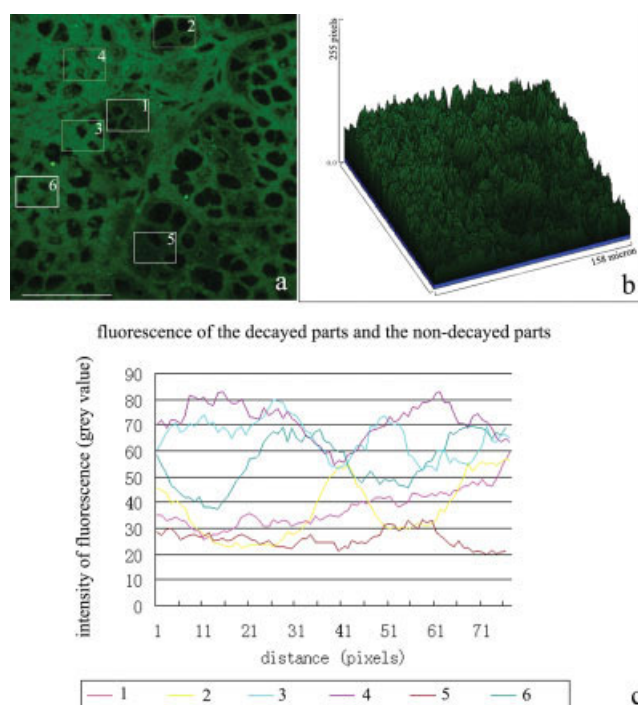 2
4
1
3
6
5
a
255 pixels
0.0
158 micron
b
fluorescence of the decayed parts and the non-decayed parts
intensity of fluorescence (grey value)
90
80
70
60
50
40
30
20
10
0
1 11 21 31 41 51 61 71
distance (pixels)
1 2 3 4 5 6
c